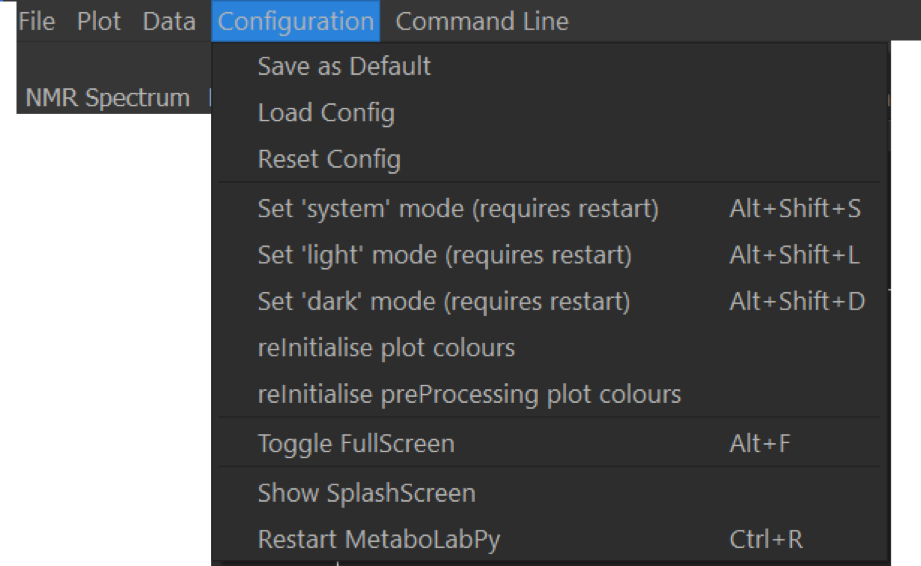 File Plot Data Configuration Command Line
NMR Spectrum
Save as Default
Load Config
Reset Config
Set 'system' mode (requires restart) Alt+Shift+S
Set 'light' mode (requires restart) Alt+Shift+L
Set 'dark' mode (requires restart) Alt+Shift+D
reInitialise plot colours
reInitialise preProcessing plot colours
Toggle FullScreen Alt+F
Show SplashScreen
Restart MetaboLabPy Ctrl+R